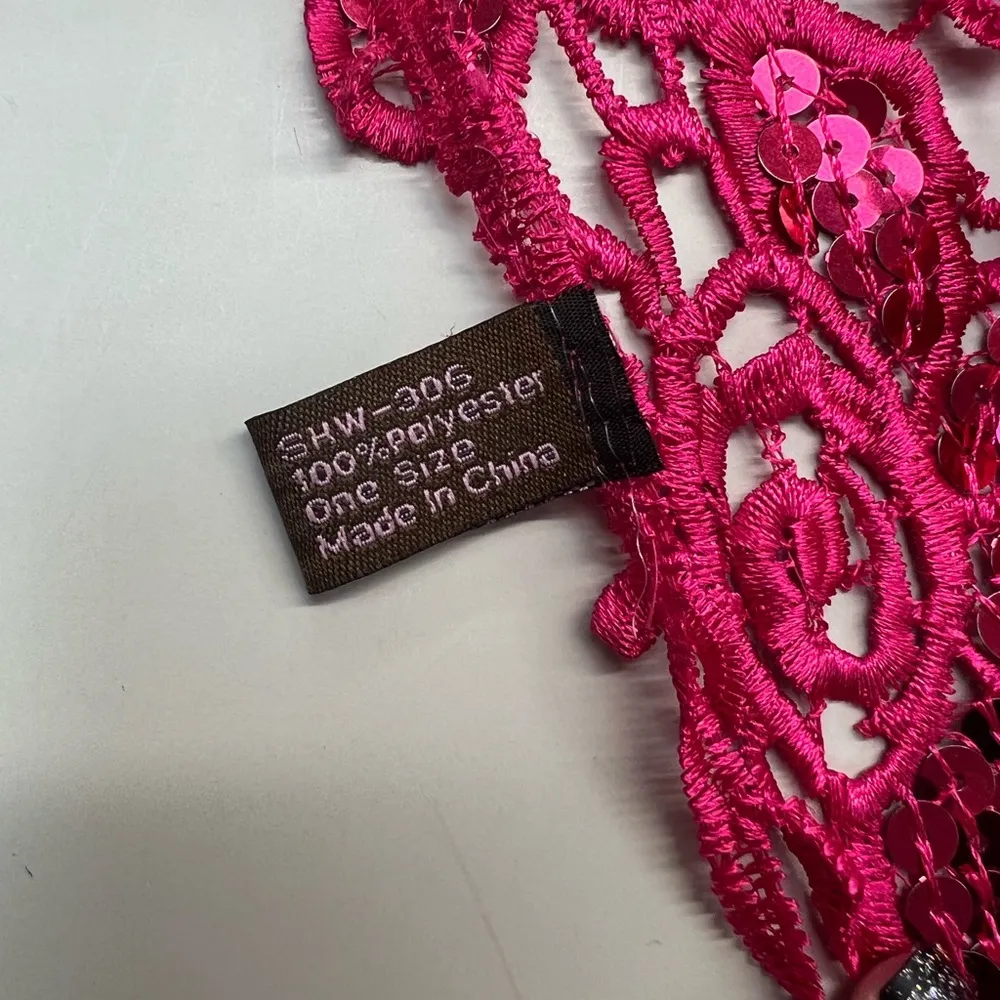 SHW-306
100%Polyester
One Size
Made In China